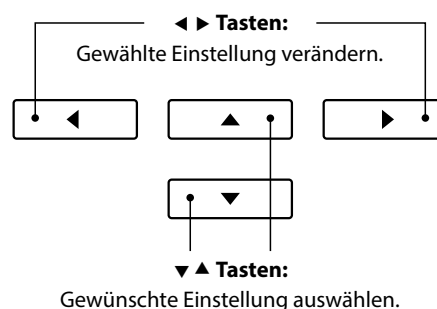 ◀ ▶ Tasten:
Gewählte Einstellung verändern.
▼ ▲ Tasten:
Gewünschte Einstellung auswählen.